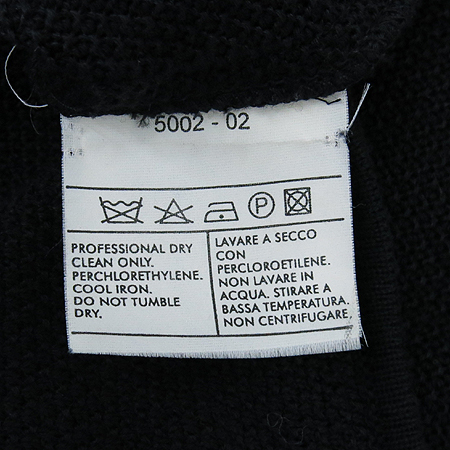 5002 - 02
P
PROFESSIONAL DRY
CLEAN ONLY.
PERCHLORETHYLENE.
COOL IRON.
DO NOT TUMBLE
DRY.
LAVARE A SECCO
CON
PERCLOROETILENE.
NON LAVARE IN
ACQUA. STIRARE A
BASSA TEMPERATURA.
NON CENTRIFUGARE.